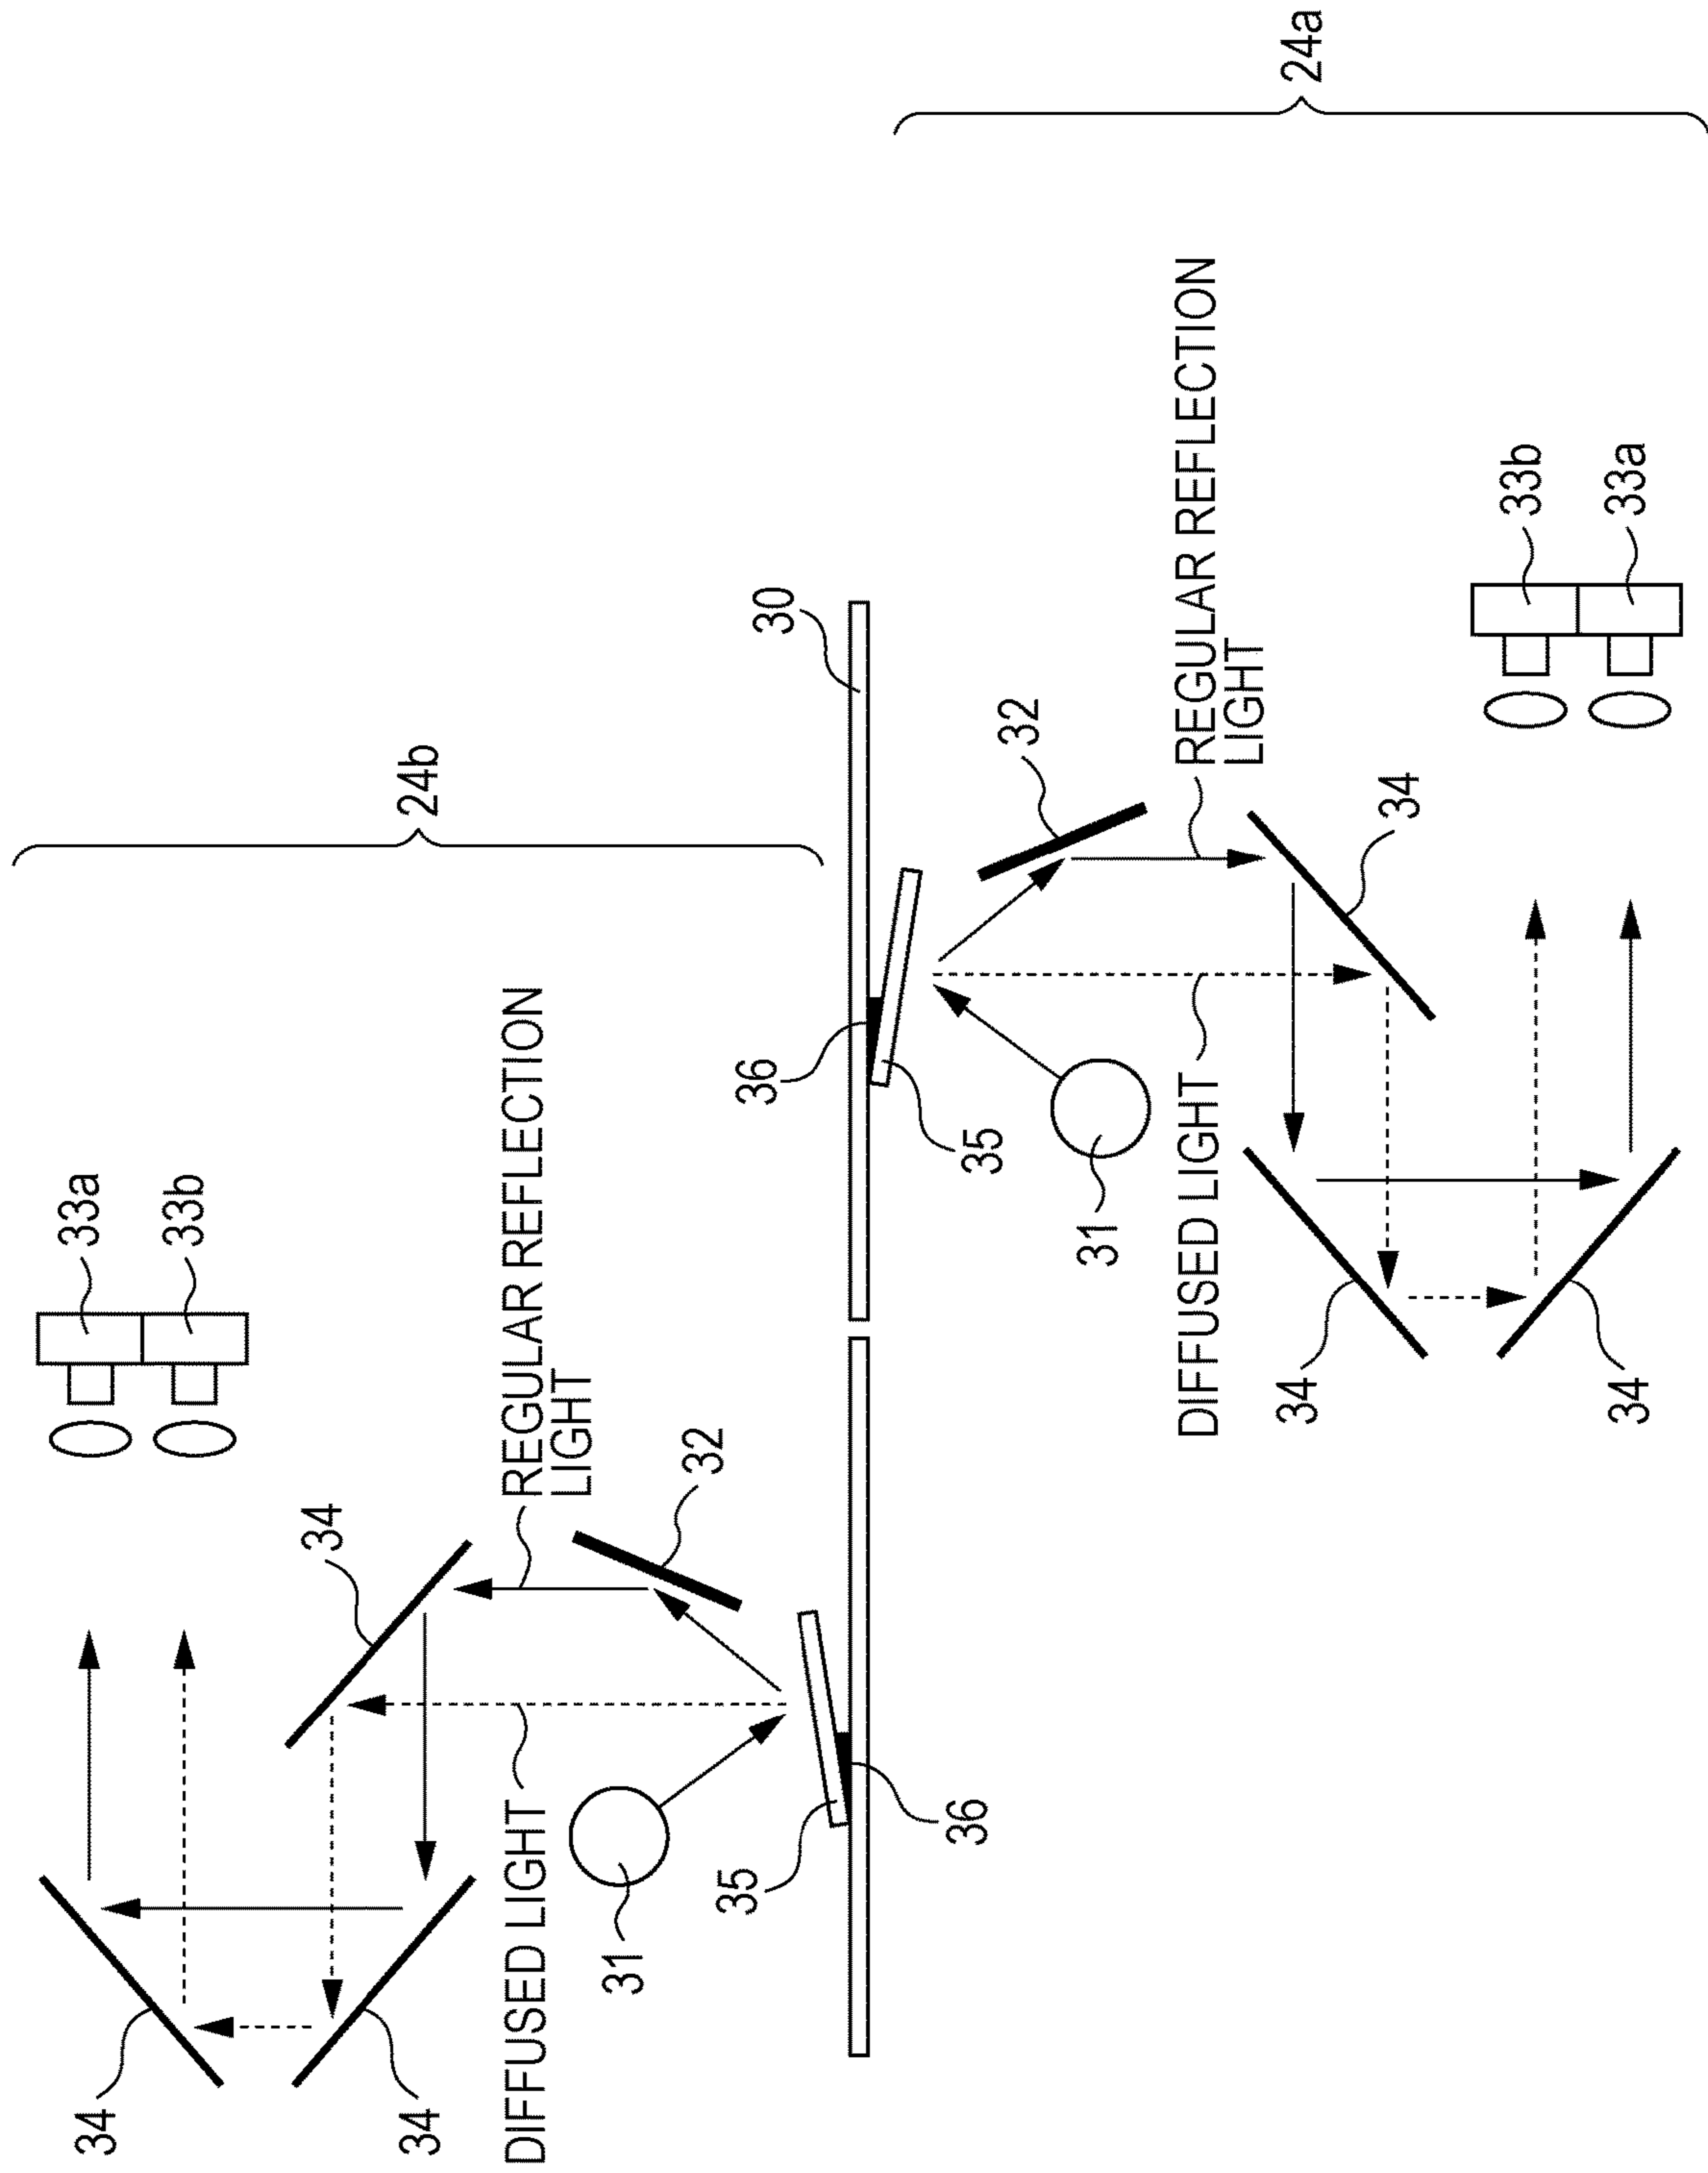 33a
34
33b
34
24b
34
DIFFUSED LIGHT
REGULAR REFLECTION
LIGHT
31
32
35
36
30
36
35
32
31
DIFFUSED LIGHT
REGULAR REFLECTION
LIGHT
34
24a
34
33b
34
33a